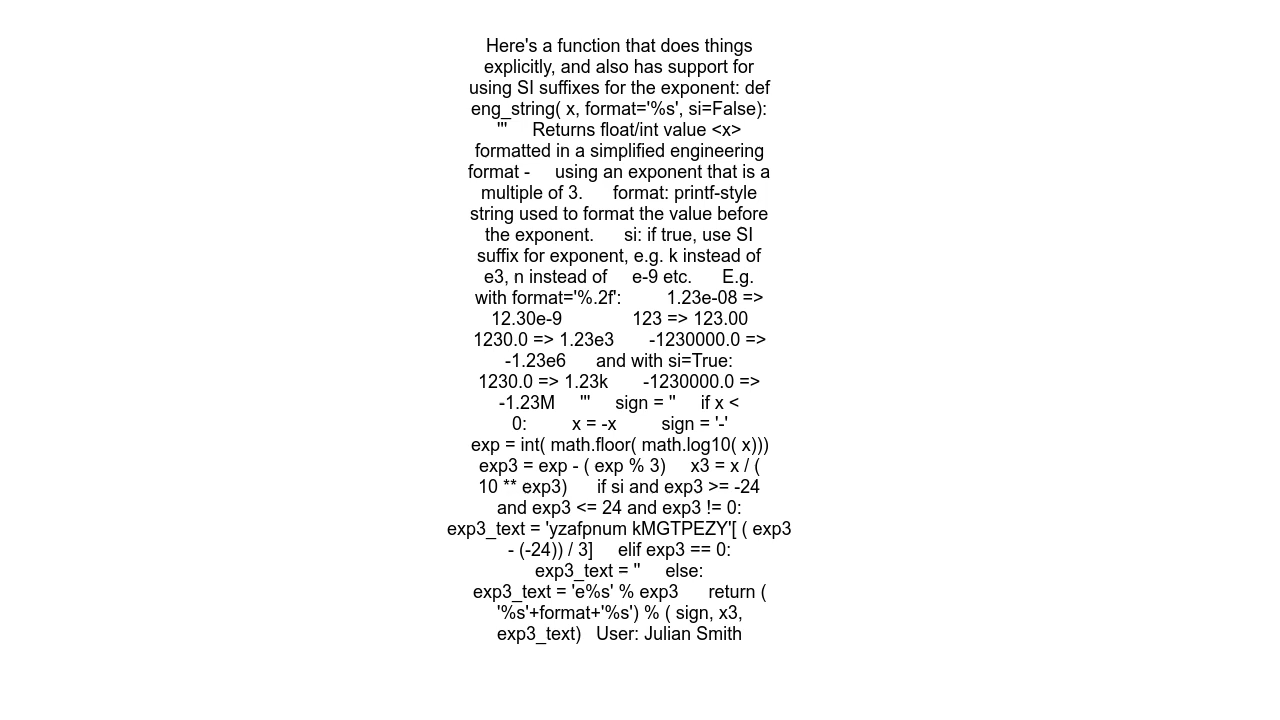 Here's a function that does things
explicitly, and also has support for
using SI suffixes for the exponent: def
eng_string( x, format='%s', si=False):
'''     Returns float/int value <x>
formatted in a simplified engineering
format -     using an exponent that is a
multiple of 3.      format: printf-style
string used to format the value before
the exponent.      si: if true, use SI
suffix for exponent, e.g. k instead of
e3, n instead of     e-9 etc.      E.g.
with format='%.2f':         1.23e-08 =>
12.30e-9              123 => 123.00
1230.0 => 1.23e3       -1230000.0 =>
-1.23e6      and with si=True:
1230.0 => 1.23k       -1230000.0 =>
-1.23M     '''     sign = ''     if x <
0:         x = -x         sign = '-'
exp = int( math.floor( math.log10( x)))
exp3 = exp - ( exp % 3)     x3 = x / (
10 ** exp3)      if si and exp3 >= -24
and exp3 <= 24 and exp3 != 0:
exp3_text = 'yzafpnum kMGTPEZY'[ ( exp3
- (-24)) / 3]     elif exp3 == 0:
exp3_text = ''     else:
exp3_text = 'e%s' % exp3      return (
'%s'+format+'%s') % ( sign, x3,
exp3_text)   User: Julian Smith